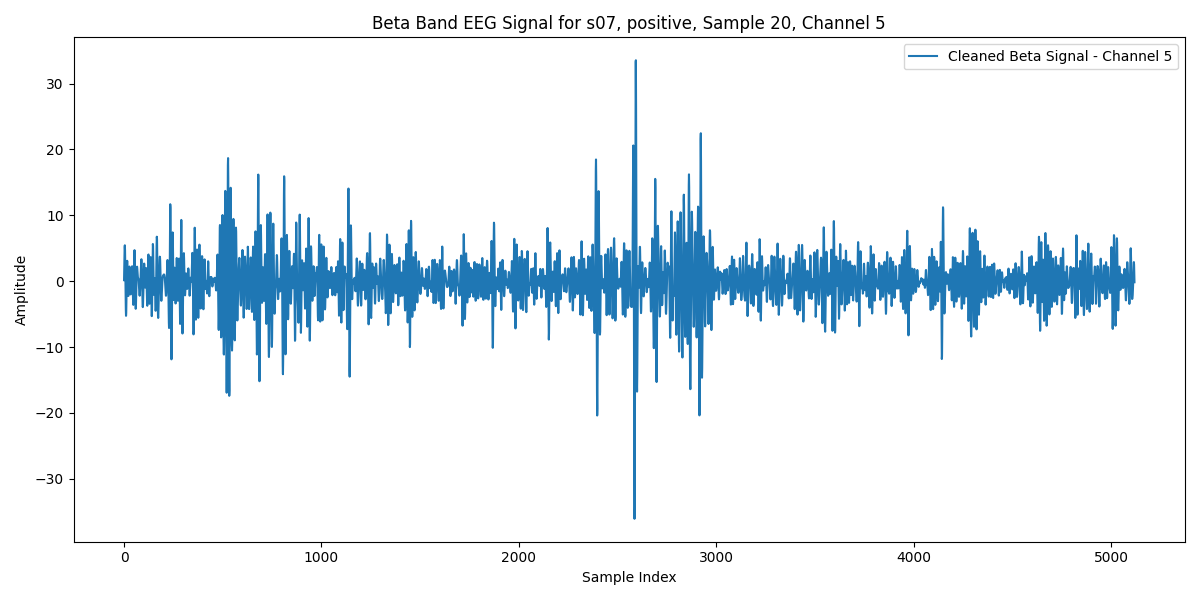 Beta Band EEG Signal for s07, positive, Sample 20, Channel 5
Cleaned Beta Signal - Channel 5
30
20
10
0
−10
−20
−30
Amplitude
0 1000 2000 3000 4000 5000
Sample Index